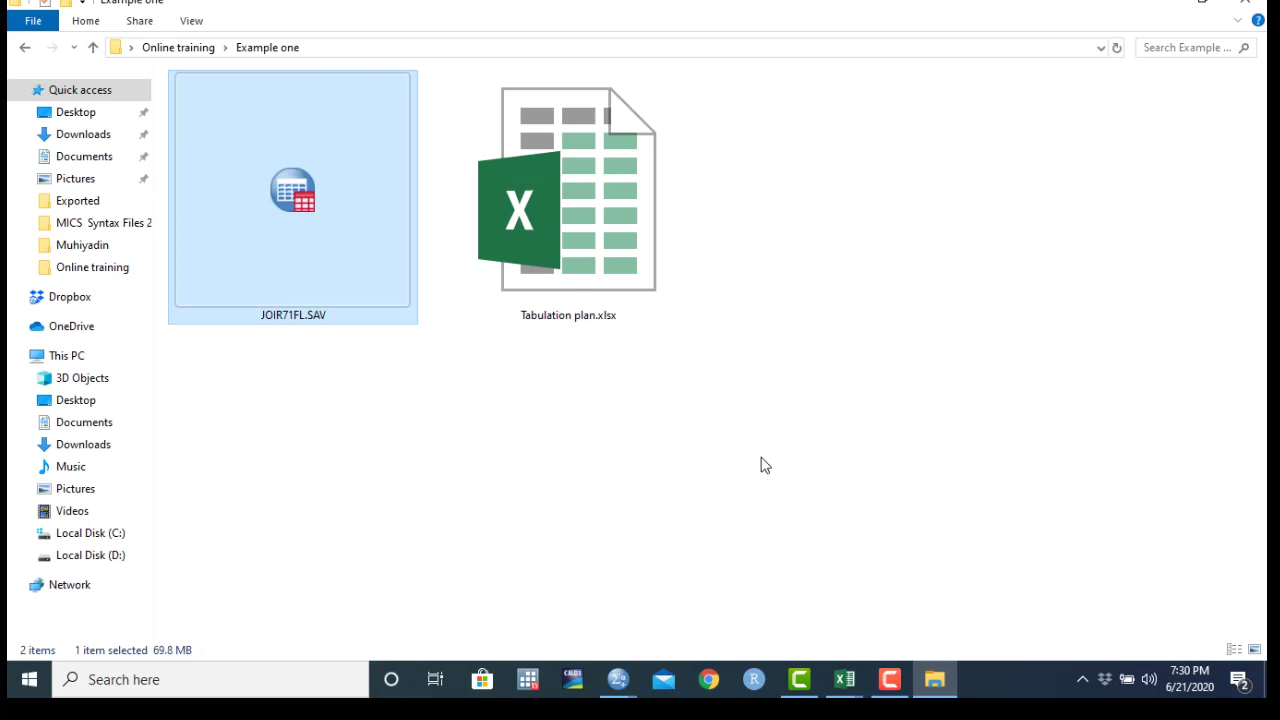 Example one
File Home Share View
Online training Example one
Search Example ...
Quick access
Desktop
Downloads
Documents
Pictures
Exported
MICS Syntax Files 2
Muhiyadin
Online training
Dropbox
OneDrive
This PC
3D Objects
Desktop
Documents
Downloads
Music
Pictures
Videos
Local Disk (C:)
Local Disk (D:)
Network
X
JOIR71FL.SAV
Tabulation plan.xlsx
2 items 1 item selected 69.8 MB
Search here
7:30 PM
6/21/2020
2